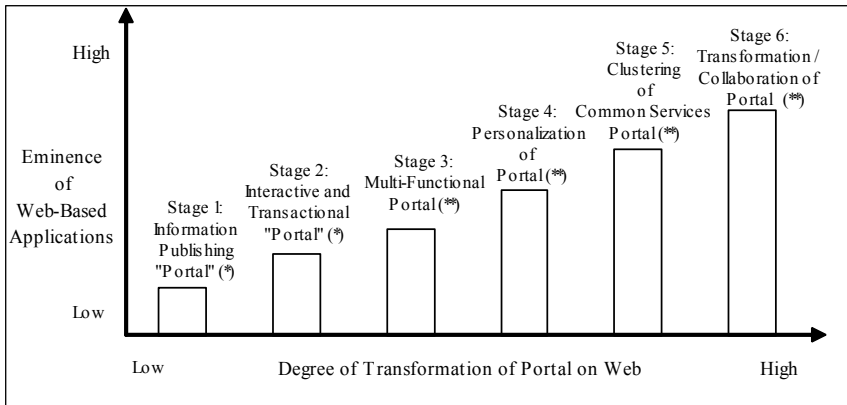 High
Eminence
of
Web-Based
Applications
Low
Stage 1:
Information
Publishing
"Portal" (*)
Stage 2:
Interactive and
Transactional
"Portal" (*)
Stage 3:
Multi-Functional
Portal (**)
Stage 4:
Personalization
of
Portal (**)
Stage 5:
Clustering
of
Common Services
Portal (**)
Stage 6:
Transformation /
Collaboration of
Portal (**)
Low
Degree of Transformation of Portal on Web
High